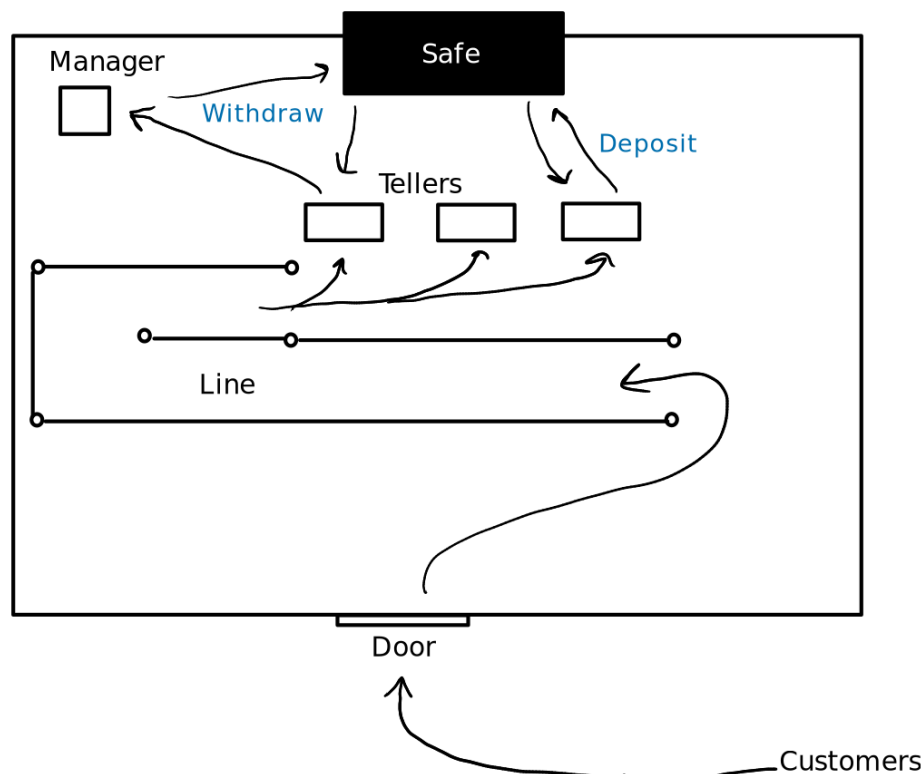 Safe
Manager
Withdraw
Deposit
Tellers
Line
Door
Customers